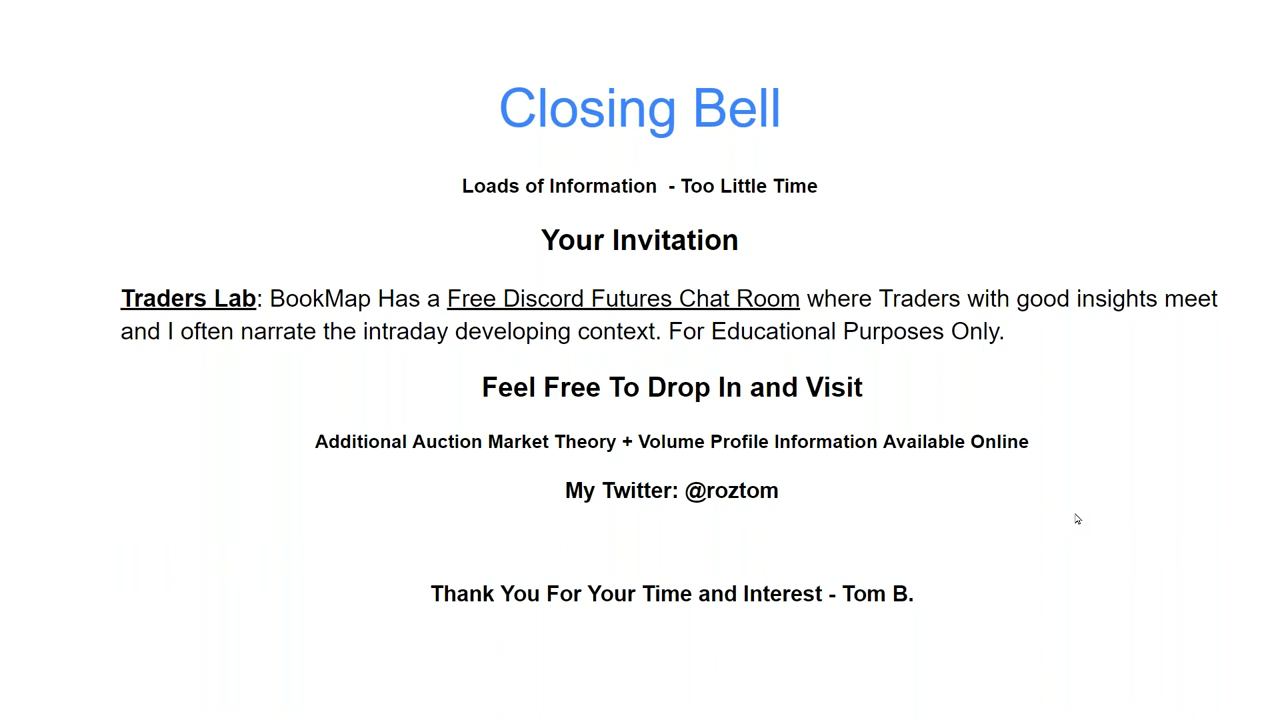 Closing Bell
Loads of Information  - Too Little Time
Your Invitation
Traders Lab: BookMap Has a Free Discord Futures Chat Room where Traders with good insights meet
and I often narrate the intraday developing context. For Educational Purposes Only.
Feel Free To Drop In and Visit
Additional Auction Market Theory + Volume Profile Information Available Online
My Twitter: @roztom
Thank You For Your Time and Interest - Tom B.